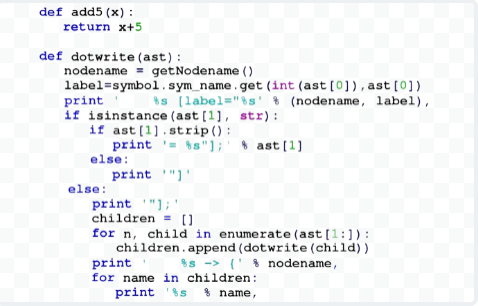 def add5(x):
    return x+5

def dotwrite(ast):
    nodename = getNodename()
    label=symbol.sym_name.get(int(ast[0]),ast[0])
    print '    %s [label="%s' % (nodename, label),
    if isinstance(ast[1], str):
        if ast[1].strip():
            print '= %s"];' % ast[1]
        else:
            print '"]'
    else:
        print '"];'
        children = []
        for n, child in enumerate(ast[1:]):
            children.append(dotwrite(child))
        print '    %s -> {' % nodename,
        for name in children:
            print '%s % name,